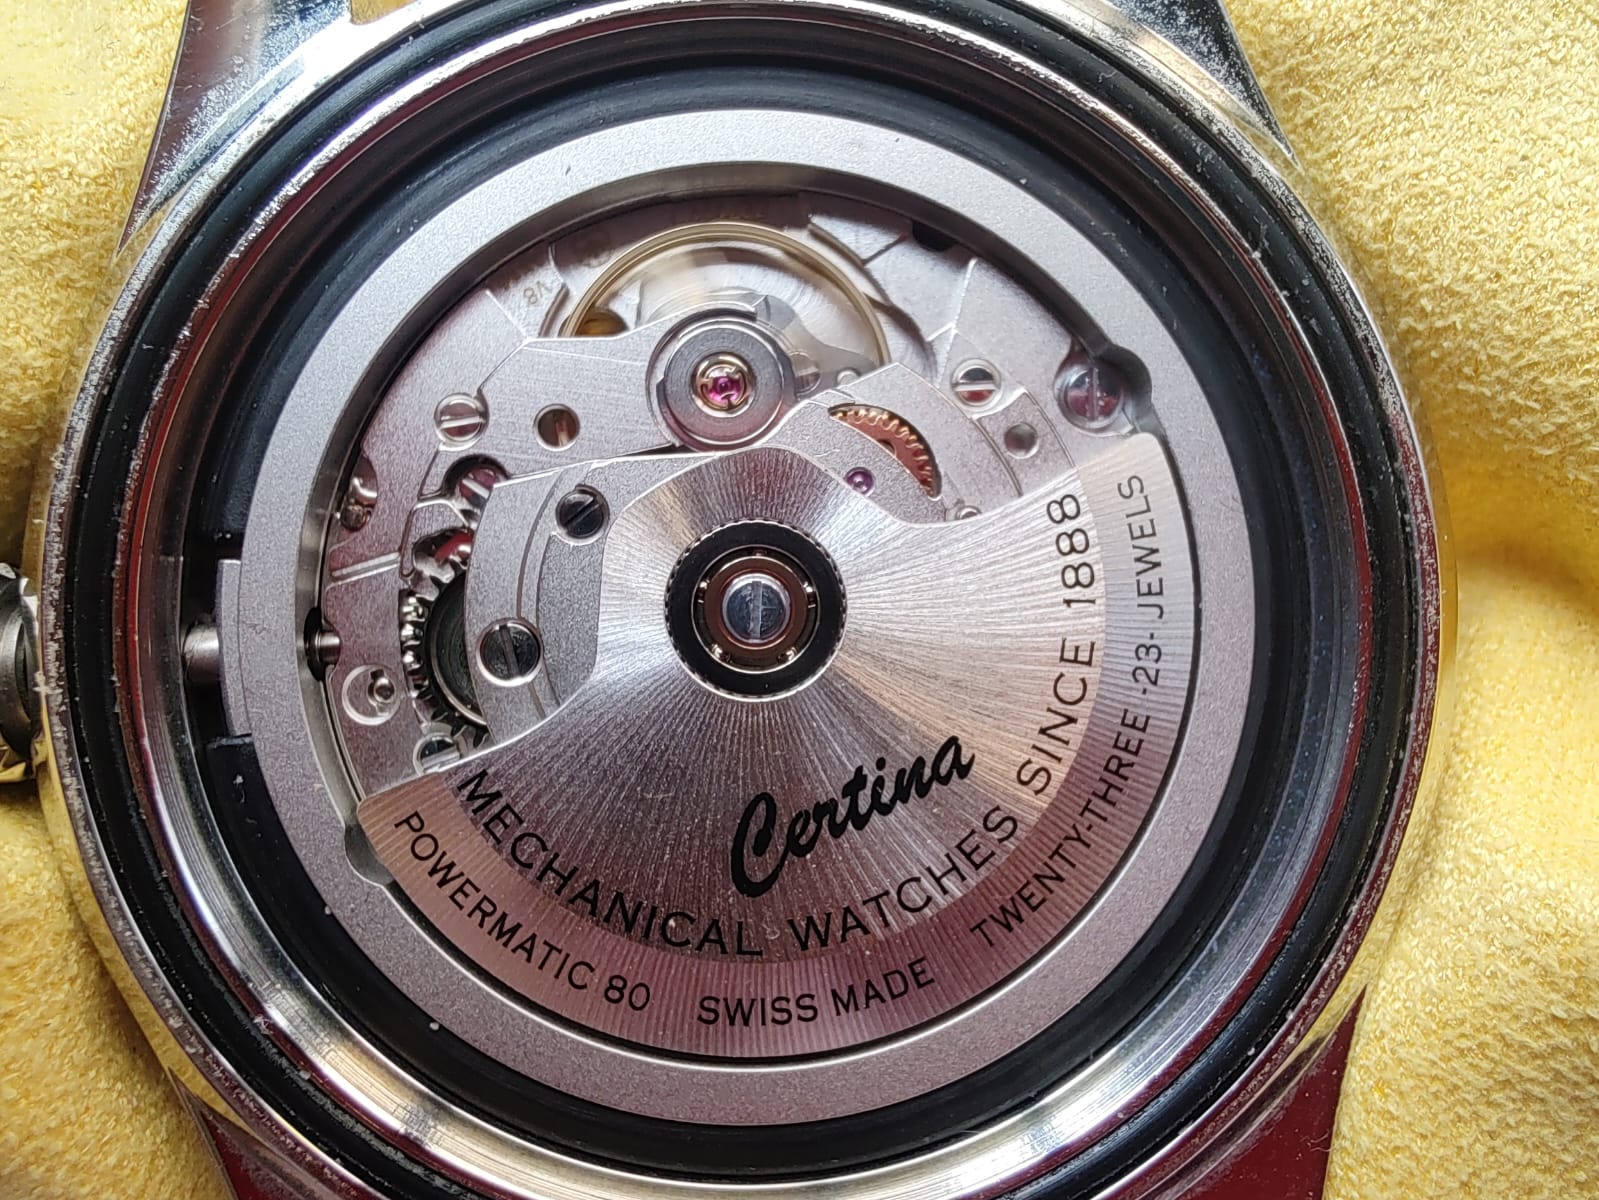 Certina
MECHANICAL WATCHES SINCE 1888
POWERMATIC 80 SWISS MADE TWENTY-THREE -23- JEWELS